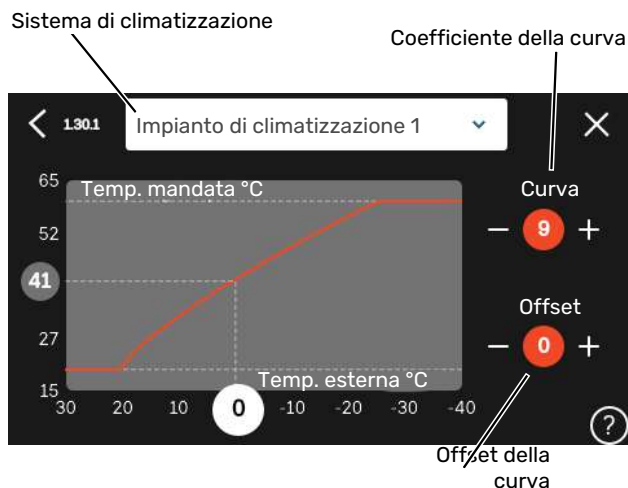 Sistema di climatizzazione
Coefficiente della curva
1.30.1
Impianto di climatizzazione 1
65
Temp. mandata °C
Curva
52
− 9 +
41
Offset
27
− 0 +
Temp. esterna °C
15
30 20 10 0 -10 -20 -30 -40
?
Offset della
curva